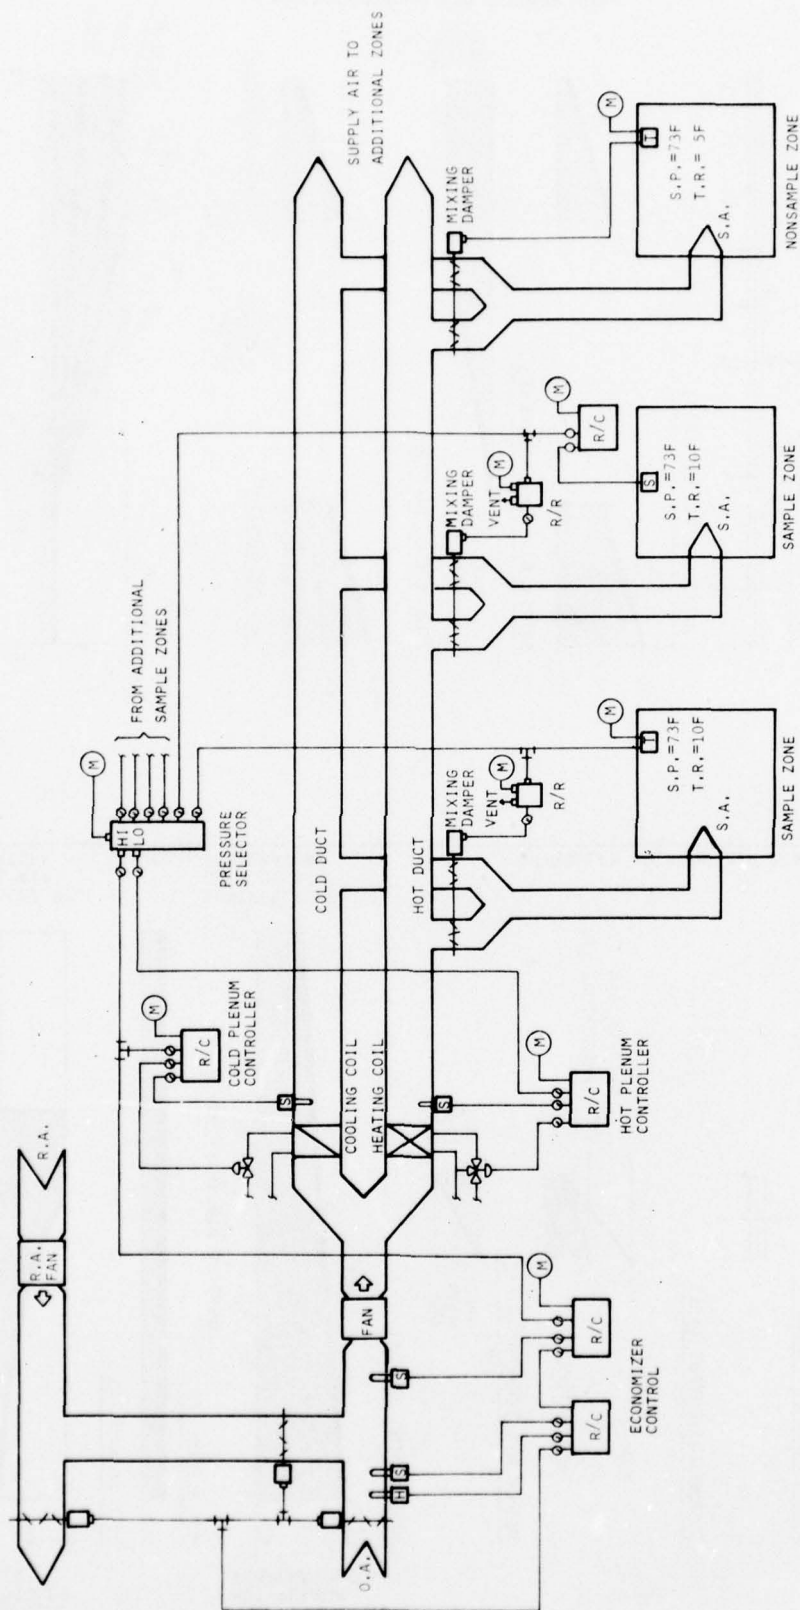 R.A.
R.A.
FAN
O.A.
FAN
H
S
S
R/C
R/C
M
ECONOMIZER
CONTROL
M
HI
LO
PRESSURE
SELECTOR
FROM ADDITIONAL
SAMPLE ZONES
M
R/C
COLD PLENUM
CONTROLLER
S
COOLING COIL
HEATING COIL
S
M
R/C
HOT PLENUM
CONTROLLER
COLD DUCT
HOT DUCT
SUPPLY AIR TO
ADDITIONAL ZONES
MIXING
DAMPER
VENT
M
R/R
M
T
S.P.=73F
T.R.=10F
S.A.
SAMPLE ZONE
MIXING
DAMPER
VENT
M
R/R
M
R/C
S
S.P.=73F
T.R.=10F
S.A.
SAMPLE ZONE
MIXING
DAMPER
M
T
S.P.=73F
T.R.= 5F
S.A.
NONSAMPLE ZONE